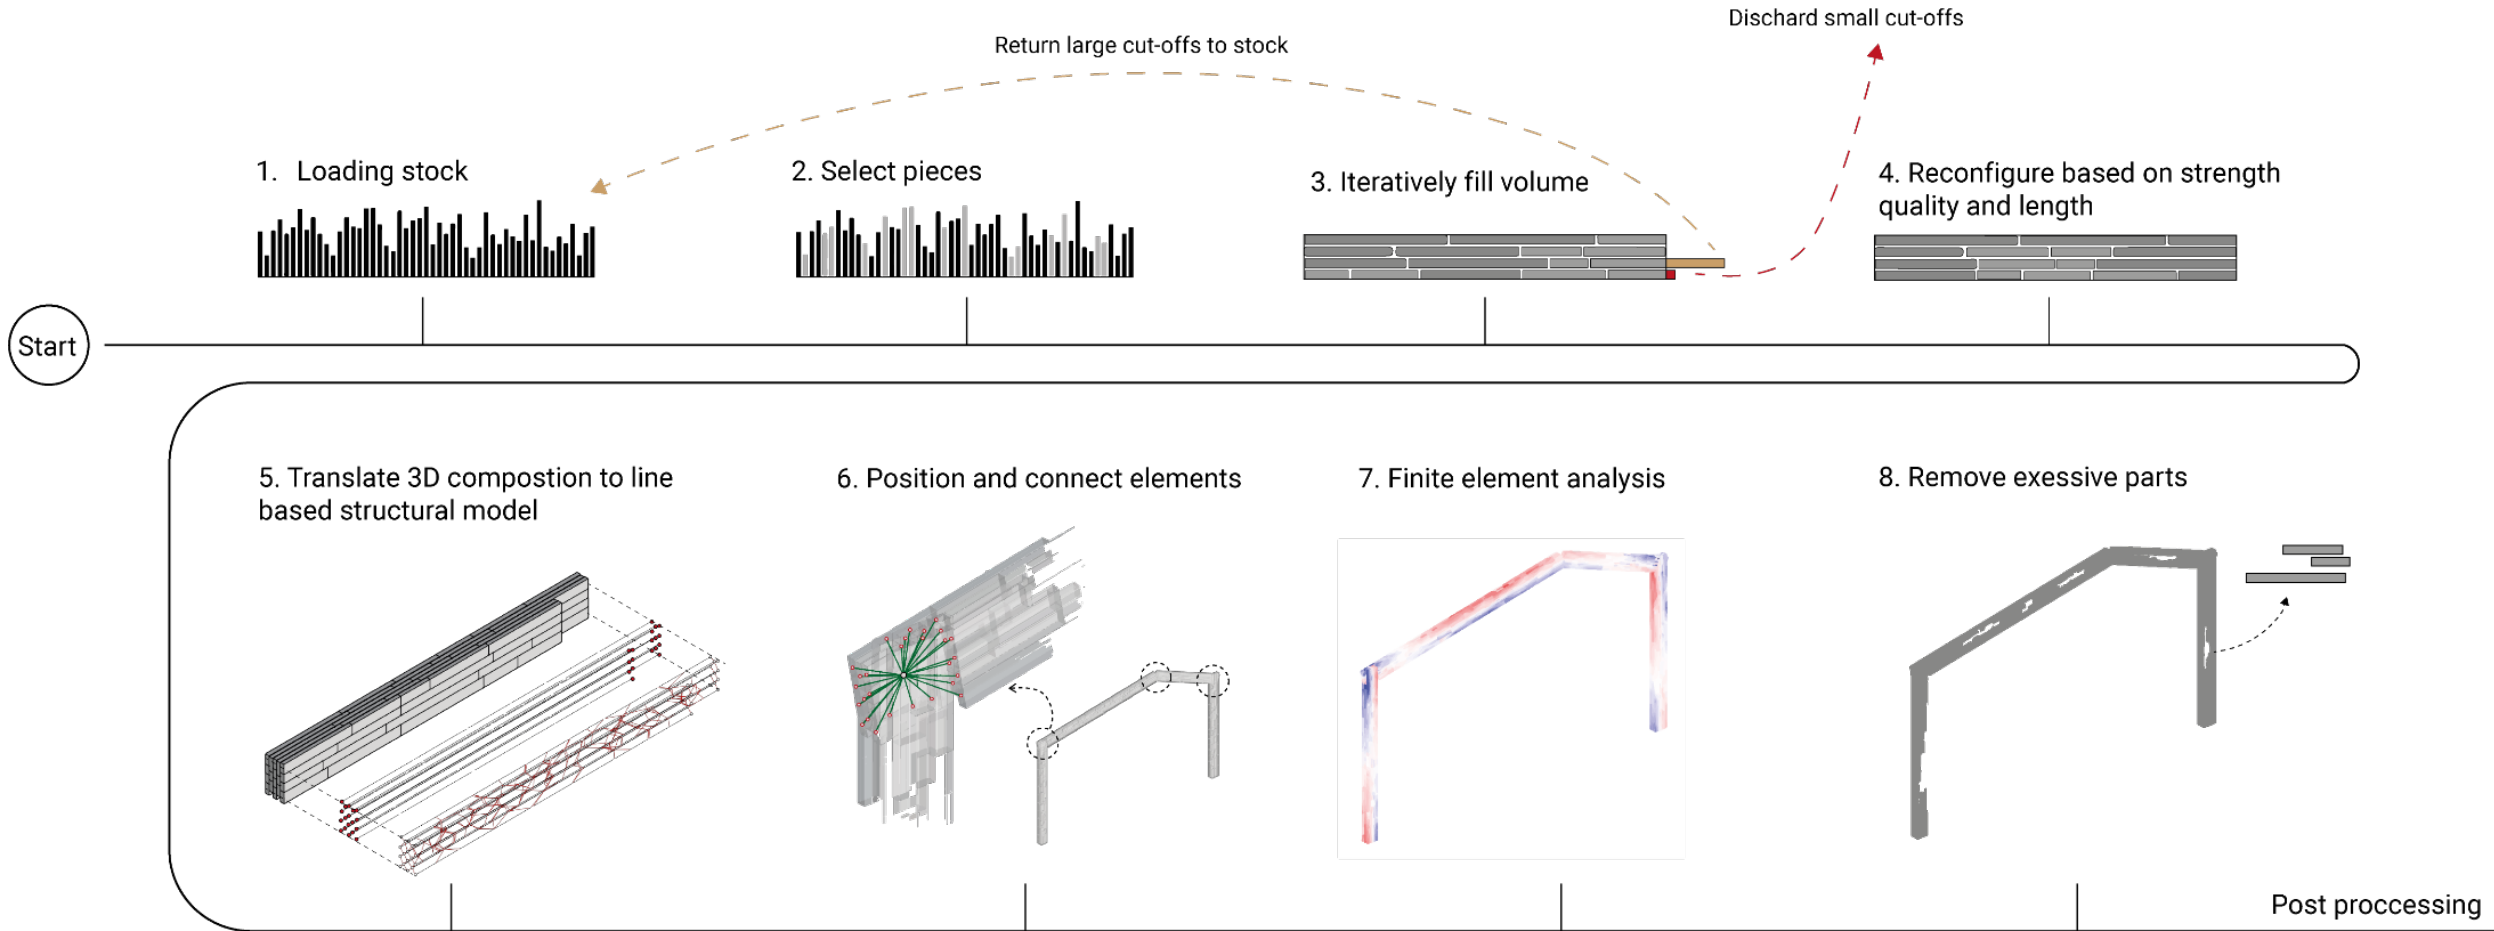 Dischard small cut-offs
Return large cut-offs to stock
1. Loading stock
2. Select pieces
3. Iteratively fill volume
4. Reconfigure based on strength
quality and length
Start
5. Translate 3D compostion to line
based structural model
6. Position and connect elements
7. Finite element analysis
8. Remove exessive parts
Post proccessing